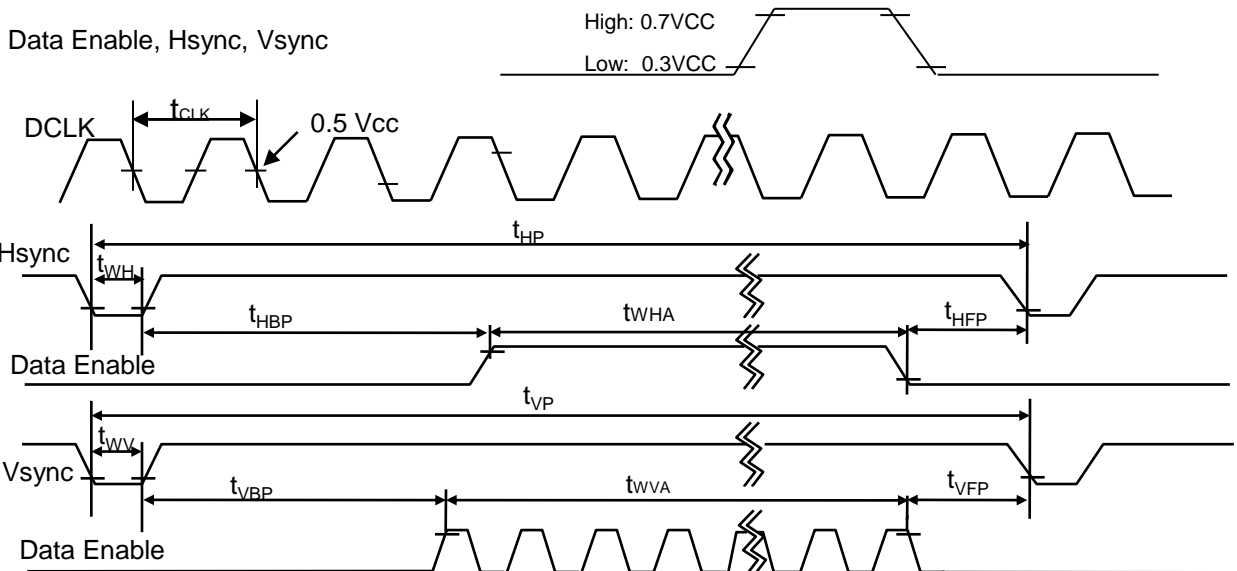 High: 0.7VCC
Data Enable, Hsync, Vsync
Low: 0.3VCC
tCLK
DCLK
0.5 Vcc
tHP
Hsync
tWH
tHBP
tWHA
tHFP
Data Enable
tVP
tWV
Vsync
tVBP
tWVA
tVFP
Data Enable